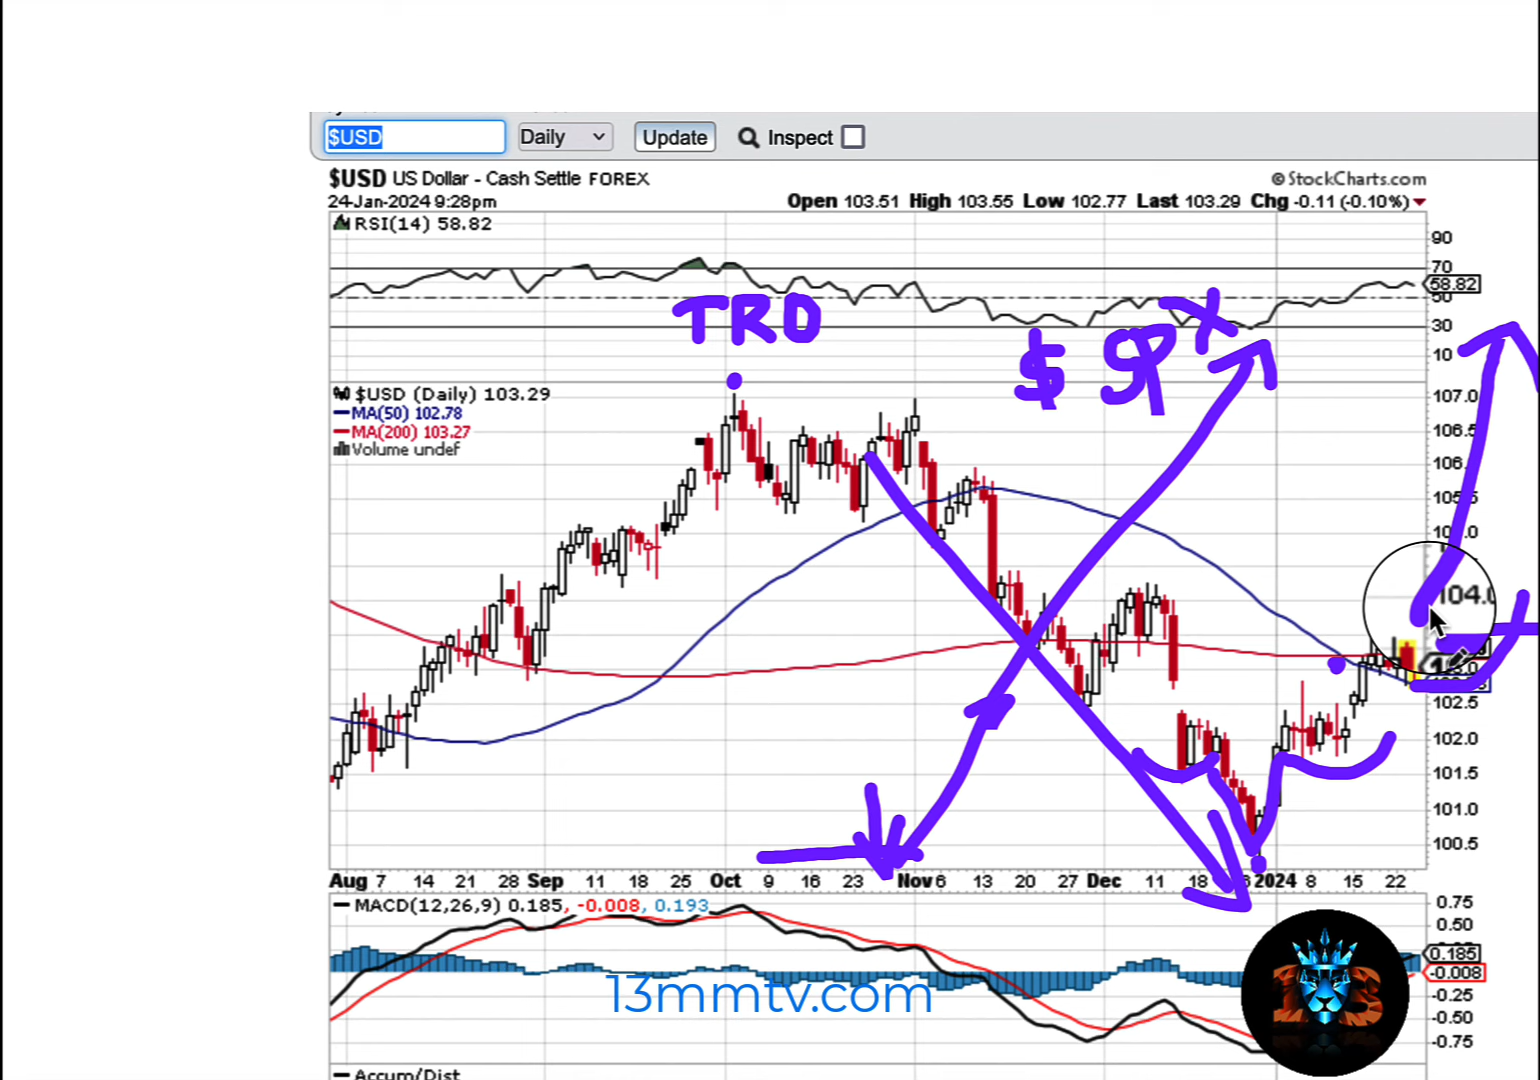 $USD Daily Update Inspect
$USD US Dollar - Cash Settle FOREX © StockCharts.com
24-Jan-2024 9:28pm Open 103.51 High 103.55 Low 102.77 Last 103.29 Chg -0.11 (-0.10%)
RSI(14) 58.82
90
70
58.82
50
30
10
TRD
$ SPX
$USD (Daily) 103.29
MA(50) 102.78
MA(200) 103.27
Volume undef
107.0
106.5
106.
105.5
104.0
102.5
102.0
101.5
101.0
100.5
Aug 7 14 21 28 Sep 11 18 25 Oct 9 16 23 Nov 6 13 20 27 Dec 11 18 2024 8 15 22
MACD(12,26,9) 0.185, -0.008, 0.193
0.75
0.50
0.185
-0.008
-0.25
-0.50
-0.75
13mmtv.com
13
Accum/Dist